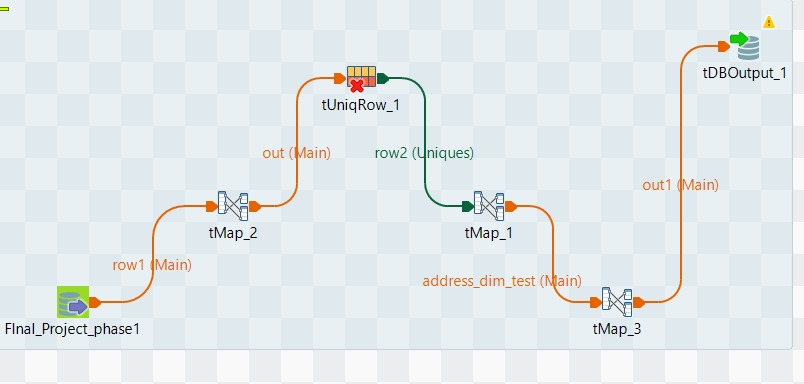 tDBOutput_1
tUniqRow_1
out (Main)
row2 (Uniques)
out1 (Main)
tMap_2
tMap_1
row1 (Main)
address_dim_test (Main)
FInal_Project_phase1
tMap_3